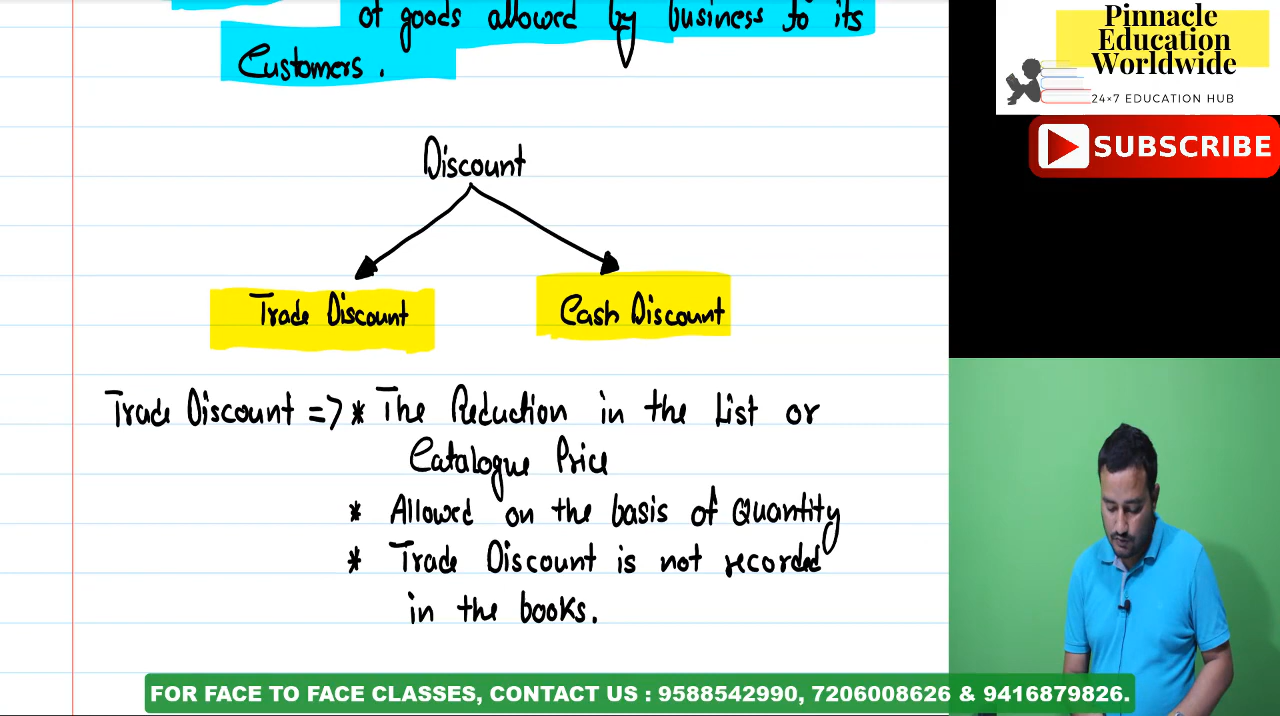 of goods allowed by business to its
Customers.
Discount
Trade Discount
Cash Discount
Trade Discount => * The Reduction in the List or
Catalogue Price
* Allowed on the basis of Quantity
* Trade Discount is not recorded
in the books.
Pinnacle
Education
Worldwide
24×7 EDUCATION HUB
SUBSCRIBE
FOR FACE TO FACE CLASSES, CONTACT US : 9588542990, 7206008626 & 9416879826.